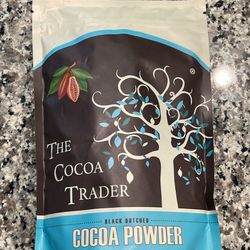 ®
THE
COCOA
TRADER
BLACK DUTCHED
COCOA POWDER